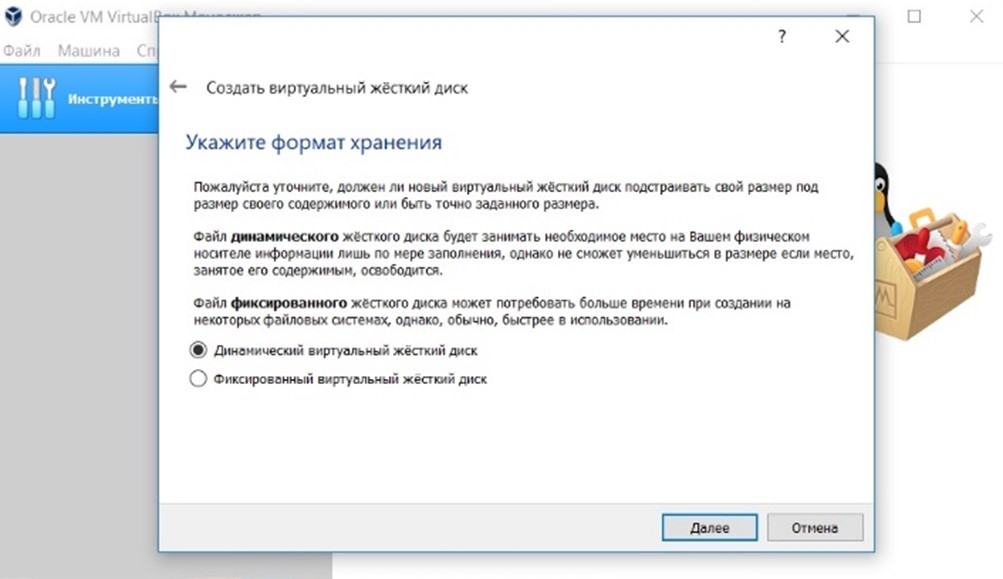 Oracle VM VirtualBox Менеджер
Файл Машина Спр
Инструменты
?
Создать виртуальный жёсткий диск
Укажите формат хранения
Пожалуйста уточните, должен ли новый виртуальный жёсткий диск подстраивать свой размер под
размер своего содержимого или быть точно заданного размера.
Файл динамического жёсткого диска будет занимать необходимое место на Вашем физическом
носителе информации лишь по мере заполнения, однако не сможет уменьшиться в размере если место,
занятое его содержимым, освободится.
Файл фиксированного жёсткого диска может потребовать больше времени при создании на
некоторых файловых системах, однако, обычно, быстрее в использовании.
Динамический виртуальный жёсткий диск
Фиксированный виртуальный жёсткий диск
Далее Отмена